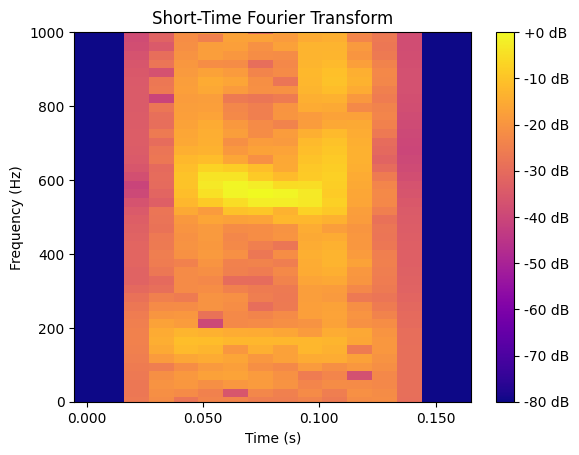 Short-Time Fourier Transform
1000
800
600
400
200
0
Frequency (Hz)
0.000
0.050
0.100
0.150
Time (s)
+0 dB
-10 dB
-20 dB
-30 dB
-40 dB
-50 dB
-60 dB
-70 dB
-80 dB